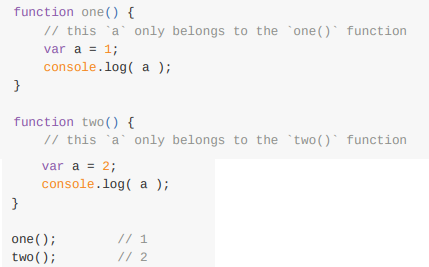 function one() {
    // this `a` only belongs to the `one()` function
    var a = 1;
    console.log( a );
}

function two() {
    // this `a` only belongs to the `two()` function
    var a = 2;
    console.log( a );
}

one();        // 1
two();        // 2